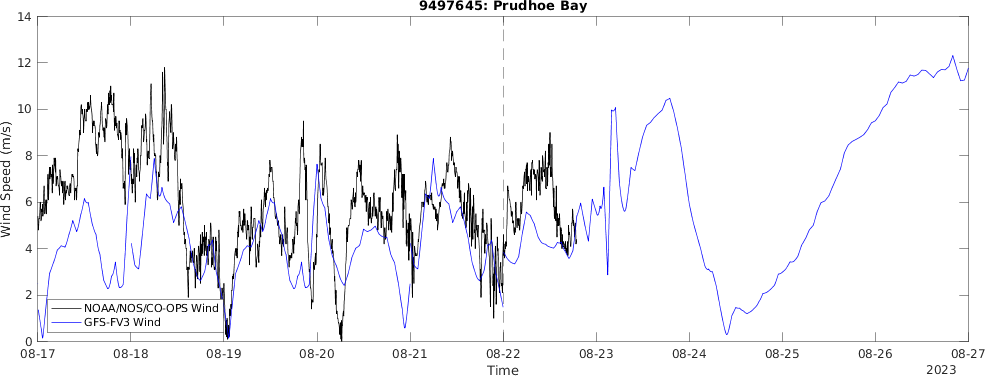 9497645: Prudhoe Bay
14
12
10
8
6
4
2
0
Wind Speed (m/s)
NOAA/NOS/CO-OPS Wind
GFS-FV3 Wind
08-17 08-18 08-19 08-20 08-21 08-22 08-23 08-24 08-25 08-26 08-27
Time
2023